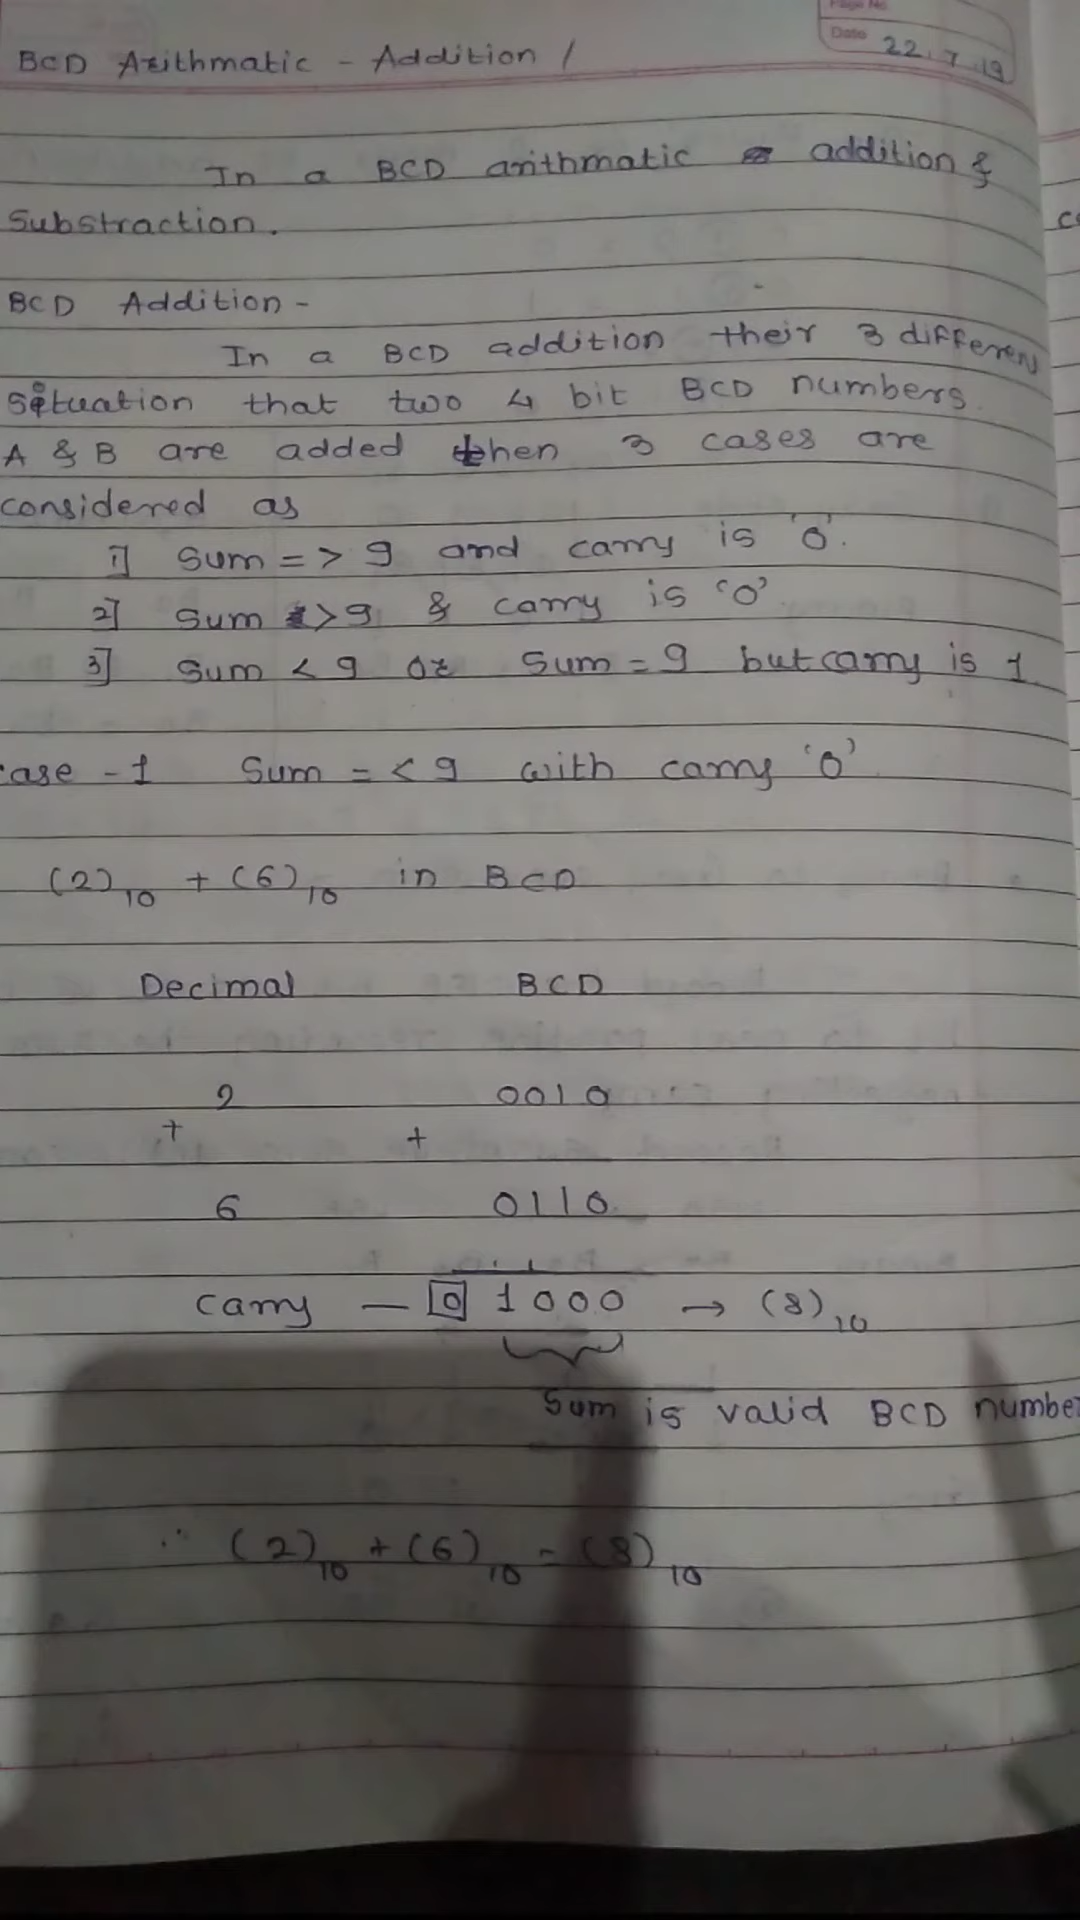 Page No
Date 22.7.19
BCD Arithmatic - Addition /
In a BCD arithmatic addition &
Substraction.
BCD Addition -
In a BCD addition their 3 differen
Situation that two 4 bit BCD numbers
A & B are added then 3 cases are
considered as
1] Sum => 9 and carry is '0'.
2] Sum >9 & carry is '0'
3] Sum < 9 or Sum = 9 but carry is 1
case - 1 Sum = < 9 with carry '0'
(2)10 + (6)10 in BCD
Decimal BCD
2 0010
+ +
6 0110
carry — 0 1000 → (8)10
Sum is valid BCD number
∴ (2)10 + (6)10 = (8)10